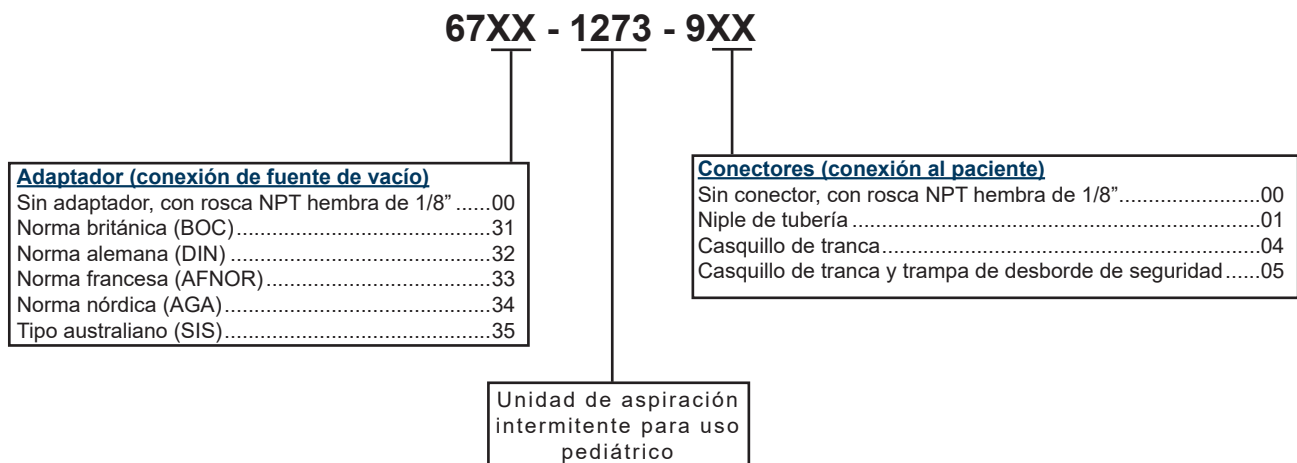 67XX - 1273 - 9XX
Adaptador (conexión de fuente de vacío)
Sin adaptador, con rosca NPT hembra de 1/8” ......00
Norma británica (BOC)..............................................31
Norma alemana (DIN)..............................................32
Norma francesa (AFNOR)........................................33
Norma nórdica (AGA)...............................................34
Tipo australiano (SIS)................................................35
Conectores (conexión al paciente)
Sin conector, con rosca NPT hembra de 1/8”..........................00
Niple de tubería ..........................................................................01
Casquillo de tranca.....................................................................04
Casquillo de tranca y trampa de desborde de seguridad......05
Unidad de aspiración
intermitente para uso
pediátrico